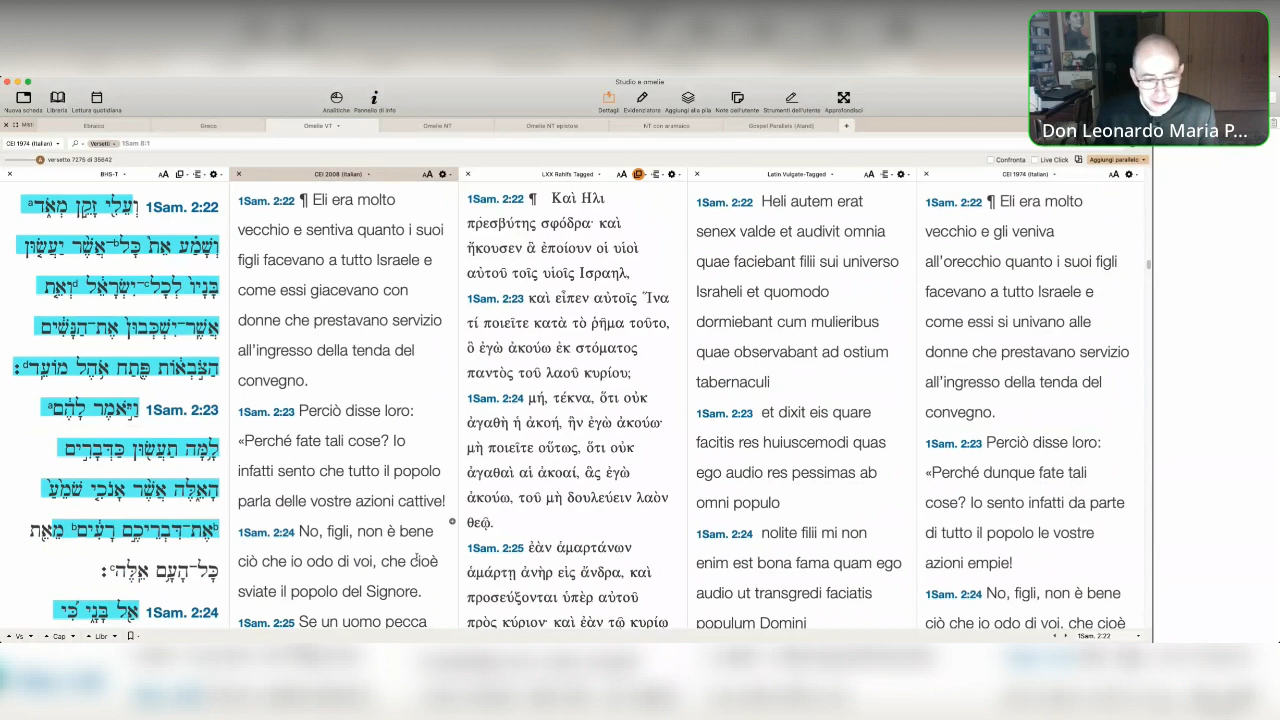 Don Leonardo Maria P...
Studio e omelie
Nuova scheda Libreria Lettura quotidiana Analitiche Pannello di info Dettagli Evidenziatore Aggiungi alla pila Note dell'utente Strumenti dell'utente Approfondisci
Ebraico Greco Omelie VT Omelie NT Omelie NT epistole NT con aramaico Gospel Parallels (Aland)
CEI 1974 (Italian) Versetti 1Sam 8:1
versetto 7275 di 35642 Confronta Live Click Aggiungi parallelo
BHS-T
1Sam. 2:22 וְעֵלִ֖י זָקֵ֣ן מְאֹ֑ד
וְשָׁמַ֗ע אֵת֩ כָּל־אֲשֶׁ֨ר יַעֲשׂ֤וּן
בָּנָיו֙ לְכָל־יִשְׂרָאֵ֔ל וְאֵ֤ת
אֲשֶֽׁר־יִשְׁכְּבוּן֙ אֶת־הַנָּשִׁ֔ים
הַצֹּ֣בְא֔וֹת פֶּ֖תַח אֹ֥הֶל מוֹעֵֽד׃
1Sam. 2:23 וַיֹּ֣אמֶר לָהֶ֔ם
לָ֥מָּה תַעֲשׂ֖וּן כַּדְּבָרִ֣ים
הָאֵ֑לֶּה אֲשֶׁ֨ר אָנֹכִ֤י שֹׁמֵ֙עַ֙
אֶת־דִּבְרֵיכֶ֣ם רָעִ֔ים מֵאֵ֖ת
כָּל־הָעָ֥ם אֵֽלֶּה׃
1Sam. 2:24 אַ֖ל בָּנָ֑י כִּ֠י
CEI 2008 (Italian)
1Sam. 2:22 ¶ Eli era molto
vecchio e sentiva quanto i suoi
figli facevano a tutto Israele e
come essi giacevano con
donne che prestavano servizio
all'ingresso della tenda del
convegno.
1Sam. 2:23 Perciò disse loro:
«Perché fate tali cose? Io
infatti sento che tutto il popolo
parla delle vostre azioni cattive!
1Sam. 2:24 No, figli, non è bene
ciò che io odo di voi, che cioè
sviate il popolo del Signore.
1Sam. 2:25 Se un uomo pecca
LXX Rahlfs Tagged
1Sam. 2:22 ¶ Καὶ Ηλι
πρεσβύτης σφόδρα· καὶ
ἤκουσεν ἃ ἐποίουν οἱ υἱοὶ
αὐτοῦ τοῖς υἱοῖς Ισραηλ,
1Sam. 2:23 καὶ εἶπεν αὐτοῖς Ἵνα
τί ποιεῖτε κατὰ τὸ ῥῆμα τοῦτο,
ὃ ἐγὼ ἀκούω ἐκ στόματος
παντὸς τοῦ λαοῦ κυρίου;
1Sam. 2:24 μή, τέκνα, ὅτι οὐκ
ἀγαθὴ ἡ ἀκοή, ἣν ἐγὼ ἀκούω·
μὴ ποιεῖτε οὕτως, ὅτι οὐκ
ἀγαθαὶ αἱ ἀκοαί, ἃς ἐγὼ
ἀκούω, τοῦ μὴ δουλεύειν λαὸν
θεῷ.
1Sam. 2:25 ἐὰν ἁμαρτάνων
ἁμάρτῃ ἀνὴρ εἰς ἄνδρα, καὶ
προσεύξονται ὑπὲρ αὐτοῦ
πρὸς κύριον· καὶ ἐὰν τῷ κυρίῳ
Latin Vulgate-Tagged
1Sam. 2:22 Heli autem erat
senex valde et audivit omnia
quae faciebant filii sui universo
Israheli et quomodo
dormiebant cum mulieribus
quae observabant ad ostium
tabernaculi
1Sam. 2:23 et dixit eis quare
facitis res huiuscemodi quas
ego audio res pessimas ab
omni populo
1Sam. 2:24 nolite filii mi non
enim est bona fama quam ego
audio ut transgredi faciatis
populum Domini
CEI 1974 (Italian)
1Sam. 2:22 ¶ Eli era molto
vecchio e gli veniva
all'orecchio quanto i suoi figli
facevano a tutto Israele e
come essi si univano alle
donne che prestavano servizio
all'ingresso della tenda del
convegno.
1Sam. 2:23 Perciò disse loro:
«Perché dunque fate tali
cose? Io sento infatti da parte
di tutto il popolo le vostre
azioni empie!
1Sam. 2:24 No, figli, non è bene
ciò che io odo di voi, che cioè
Vs Cap Libr 1Sam. 2:22